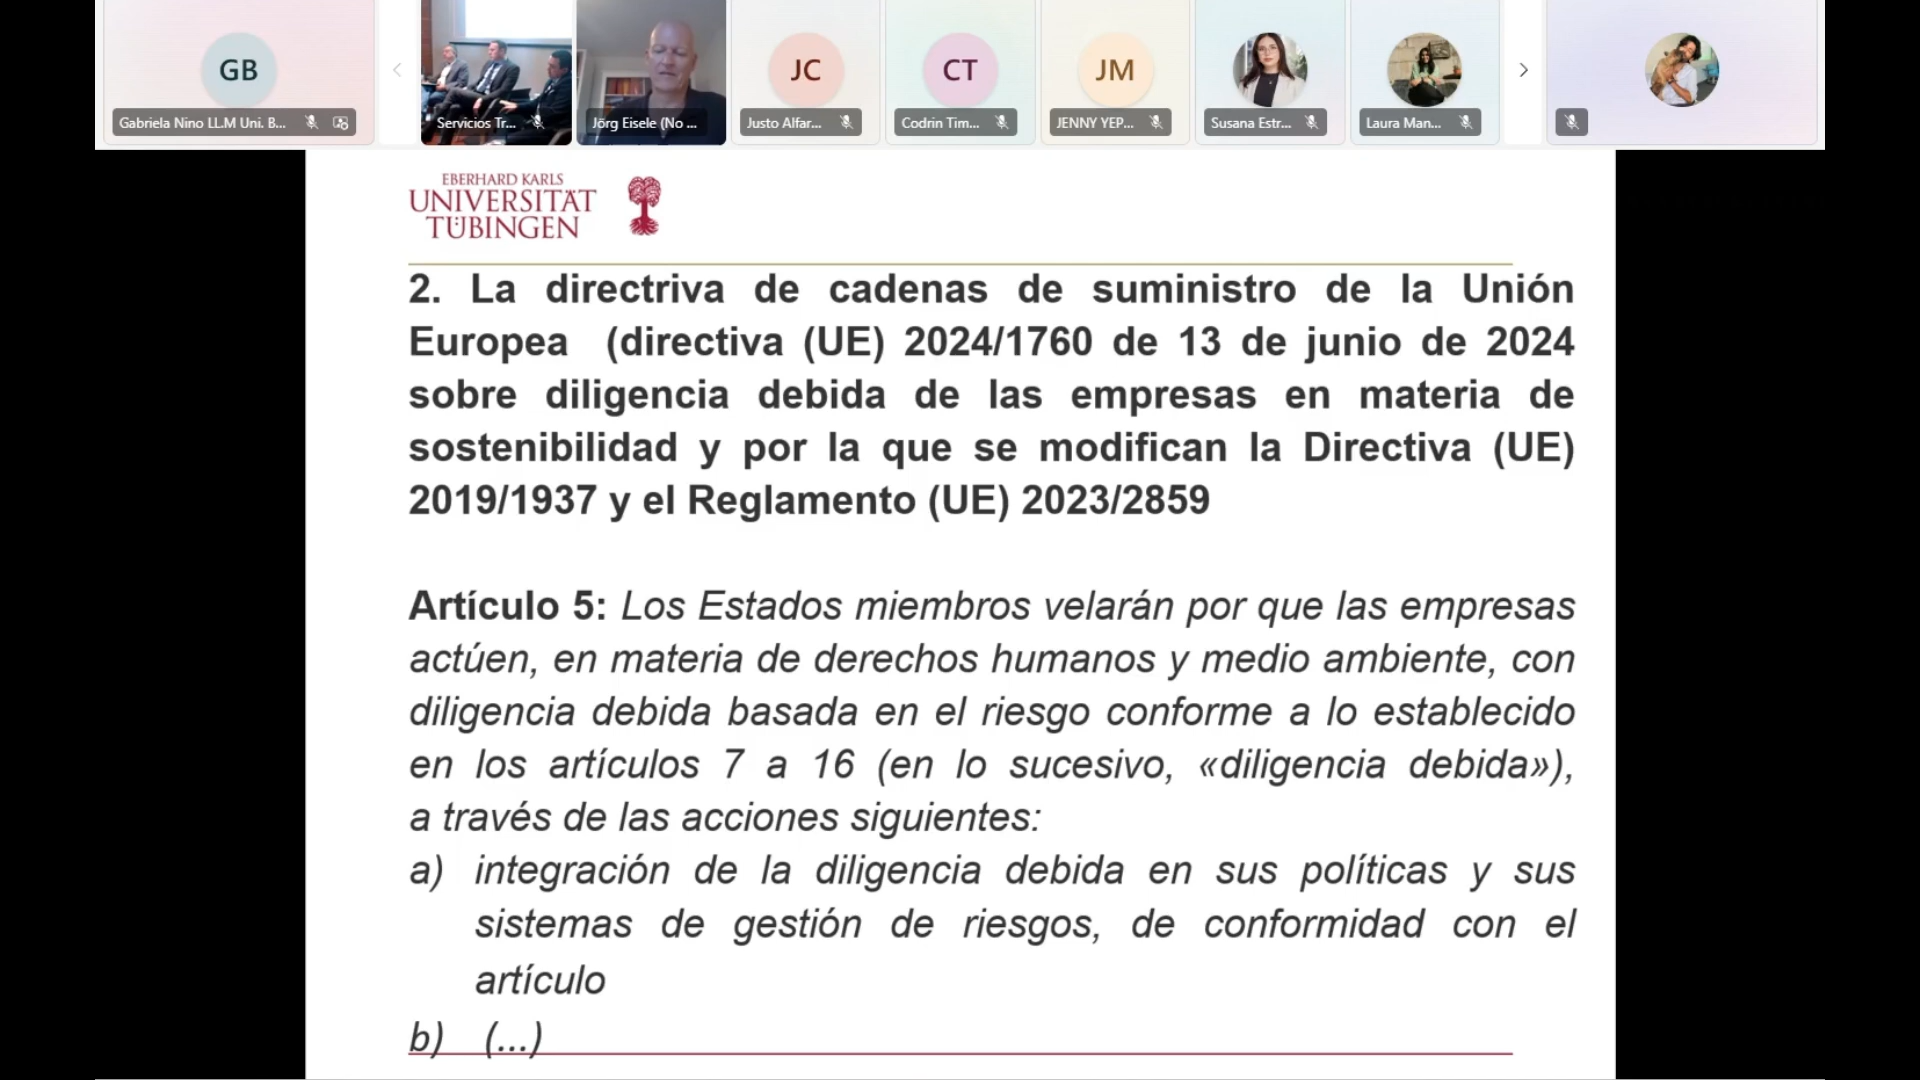 GB
Gabriela Nino LL.M Uni. B...
Servicios Tr...
Jörg Eisele (No ...
JC
Justo Alfar...
CT
Codrin Tim...
JM
JENNY YEP...
Susana Estr...
Laura Man...
EBERHARD KARLS
UNIVERSITÄT
TÜBINGEN
2. La directriva de cadenas de suministro de la Unión
Europea (directiva (UE) 2024/1760 de 13 de junio de 2024
sobre diligencia debida de las empresas en materia de
sostenibilidad y por la que se modifican la Directiva (UE)
2019/1937 y el Reglamento (UE) 2023/2859
Artículo 5: Los Estados miembros velarán por que las empresas
actúen, en materia de derechos humanos y medio ambiente, con
diligencia debida basada en el riesgo conforme a lo establecido
en los artículos 7 a 16 (en lo sucesivo, «diligencia debida»),
a través de las acciones siguientes:
a) integración de la diligencia debida en sus políticas y sus
sistemas de gestión de riesgos, de conformidad con el
artículo
b) (...)